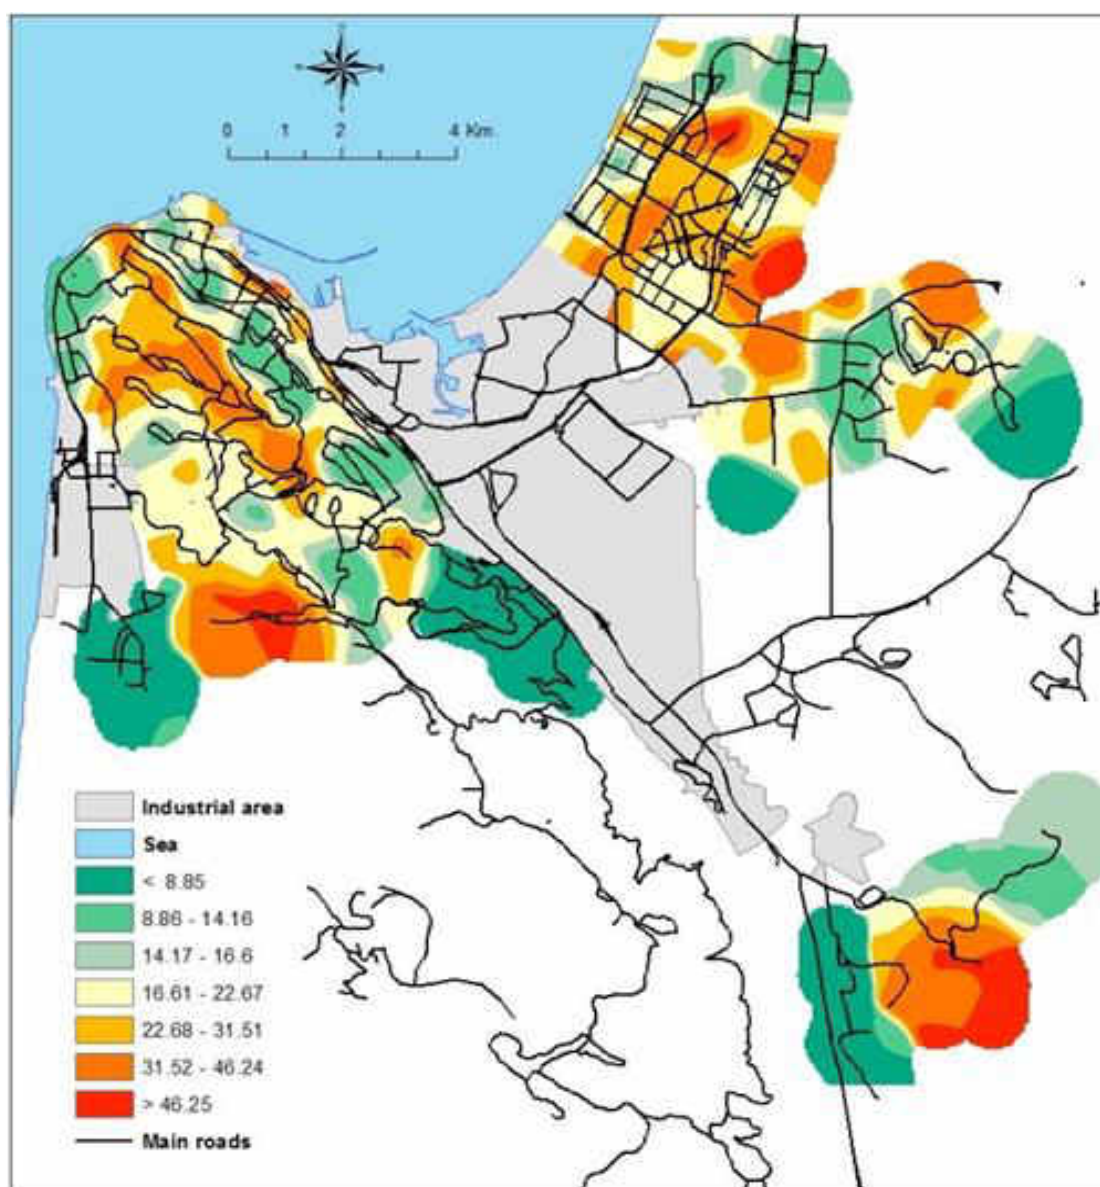 0 1 2 4 Km
Industrial area
Sea
< 8.85
8.86 - 14.16
14.17 - 16.6
16.61 - 22.67
22.68 - 31.51
31.52 - 46.24
> 46.25
Main roads